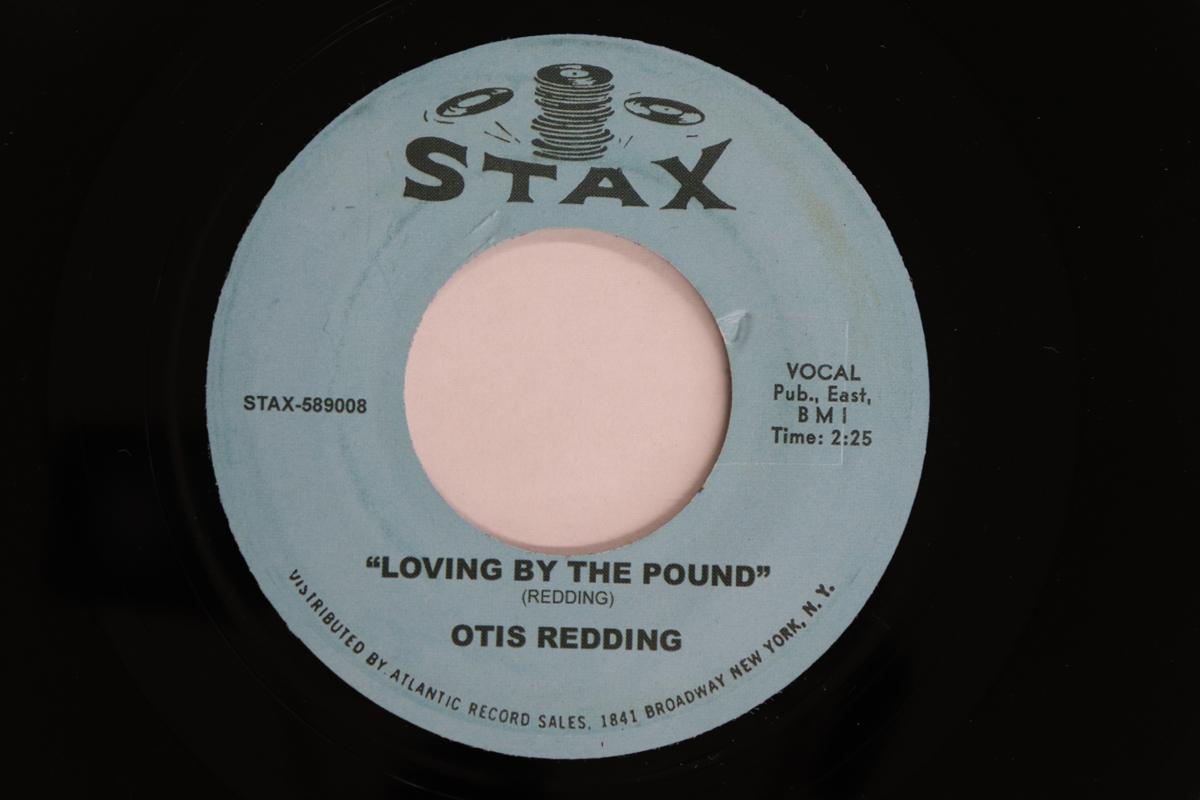 STAX
STAX-589008
VOCAL
Pub., East,
B M I
Time: 2:25
“LOVING BY THE POUND”
(REDDING)
OTIS REDDING
DISTRIBUTED BY ATLANTIC RECORD SALES, 1841 BROADWAY NEW YORK, N. Y.